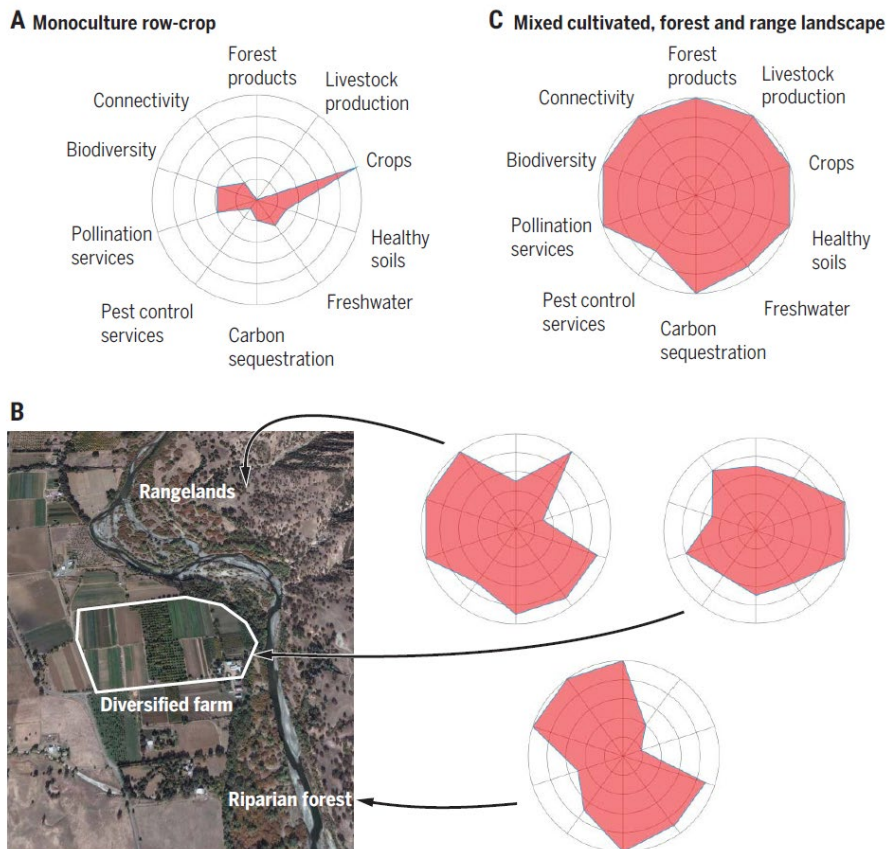 A Monoculture row-crop
Forest
products
Livestock
production
Crops
Healthy
soils
Freshwater
Carbon
sequestration
Pest control
services
Pollination
services
Biodiversity
Connectivity
C Mixed cultivated, forest and range landscape
Forest
products
Livestock
production
Crops
Healthy
soils
Freshwater
Carbon
sequestration
Pest control
services
Pollination
services
Biodiversity
Connectivity
B
Rangelands
Diversified farm
Riparian forest